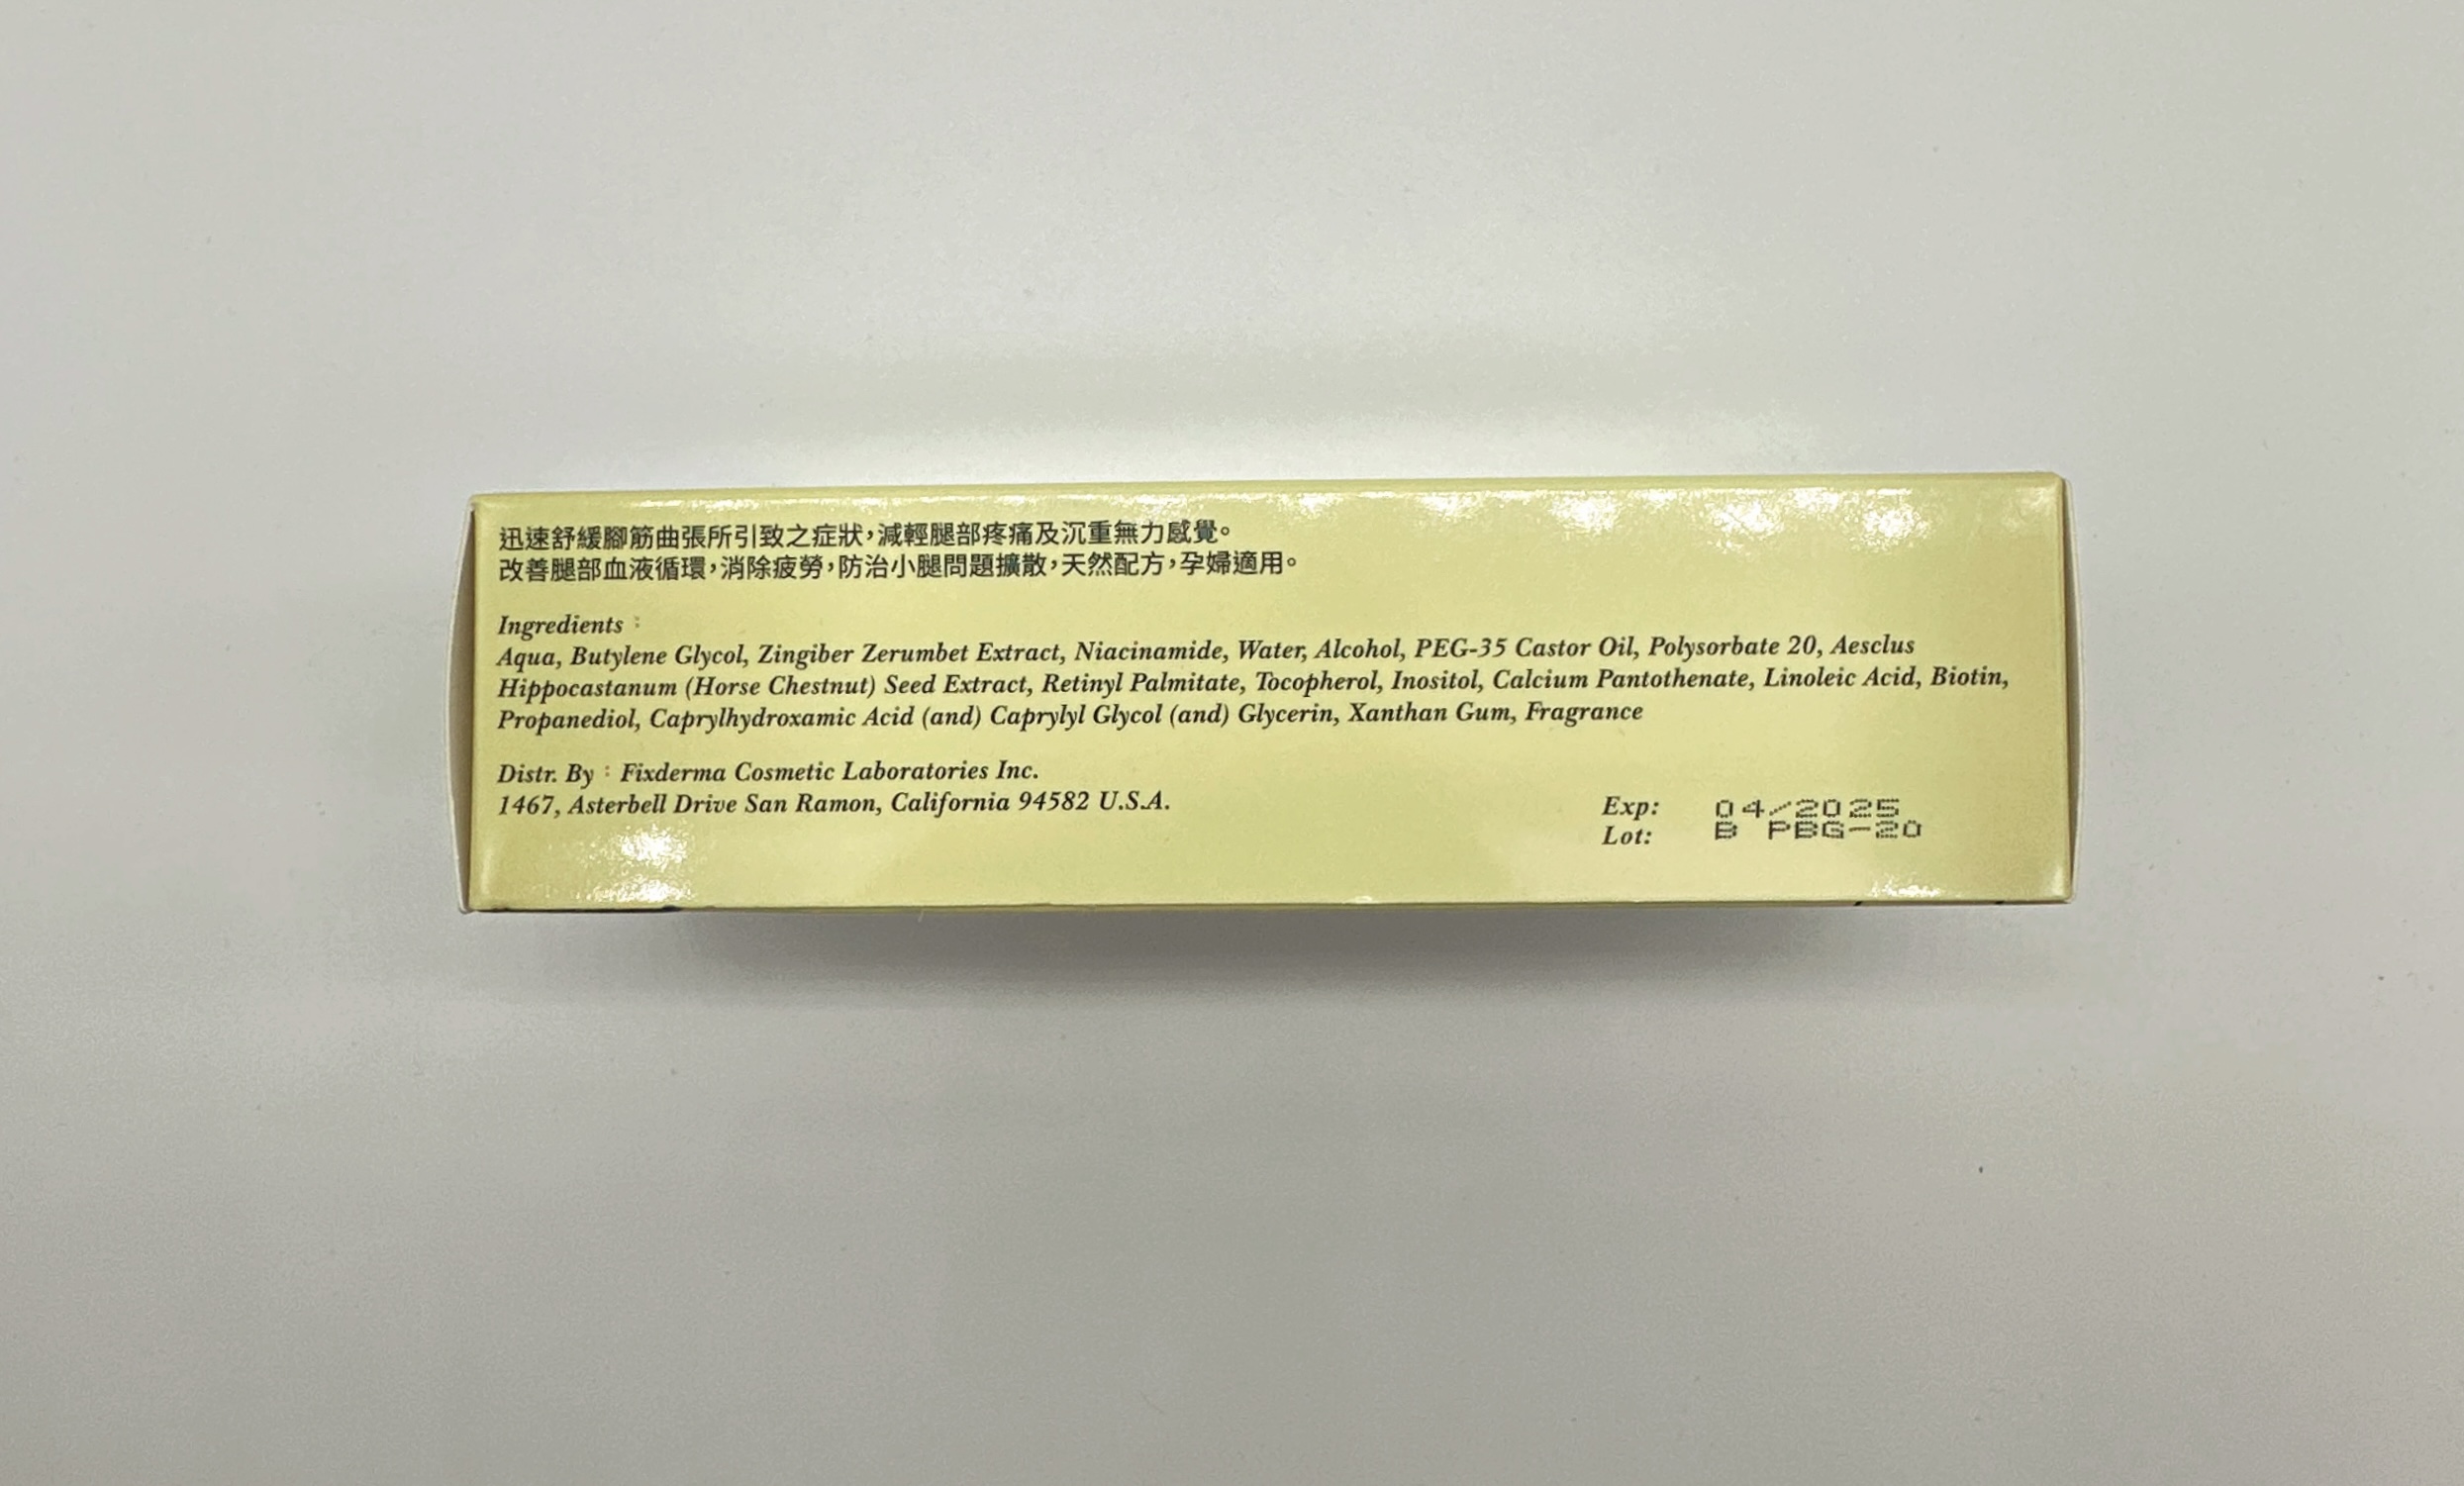 迅速舒緩腳筋曲張所引致之症狀,減輕腿部疼痛及沉重無力感覺。
改善腿部血液循環,消除疲勞,防治小腿問題擴散,天然配方,孕婦適用。
Ingredients :
Aqua, Butylene Glycol, Zingiber Zerumbet Extract, Niacinamide, Water, Alcohol, PEG-35 Castor Oil, Polysorbate 20, Aesclus
Hippocastanum (Horse Chestnut) Seed Extract, Retinyl Palmitate, Tocopherol, Inositol, Calcium Pantothenate, Linoleic Acid, Biotin,
Propanediol, Caprylhydroxamic Acid (and) Caprylyl Glycol (and) Glycerin, Xanthan Gum, Fragrance
Distr. By : Fixderma Cosmetic Laboratories Inc.
1467, Asterbell Drive San Ramon, California 94582 U.S.A.
Exp: 04/2025
Lot: B PBG-20